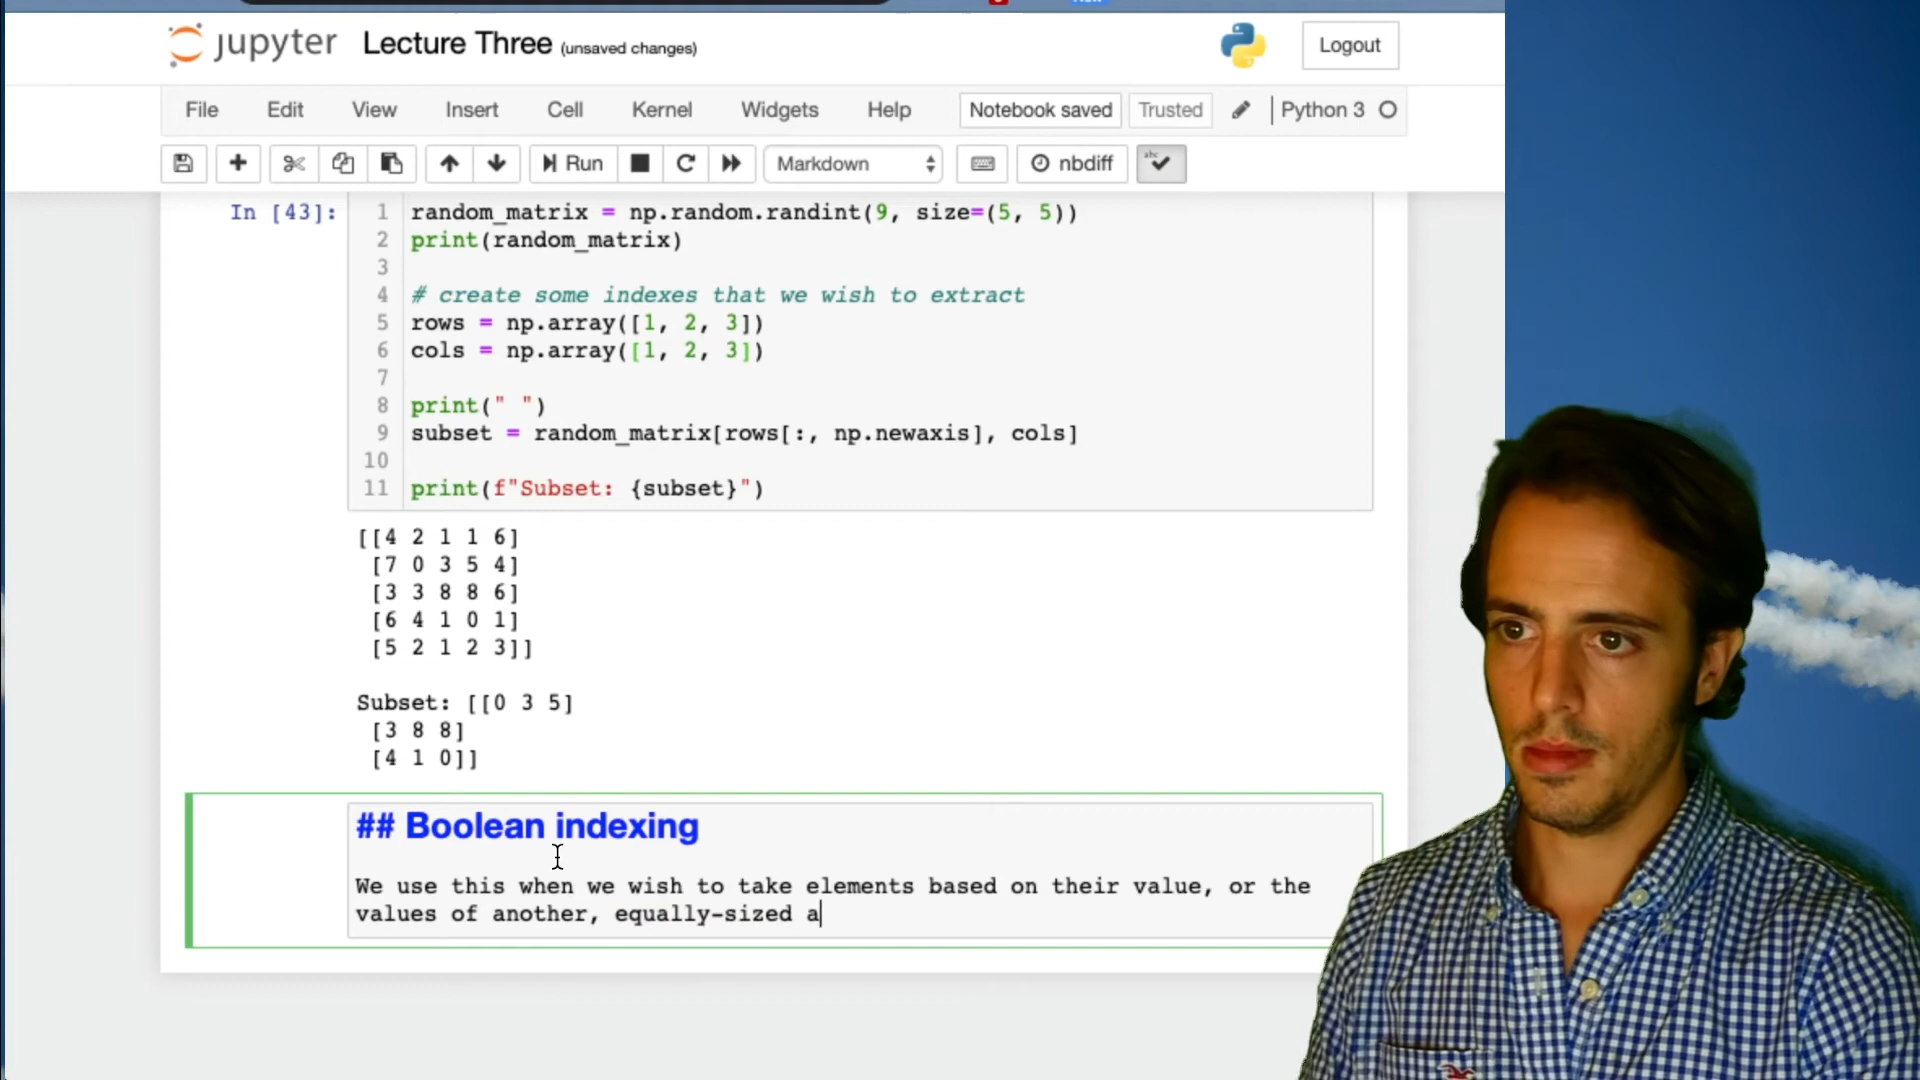 jupyter Lecture Three (unsaved changes) Logout
File Edit View Insert Cell Kernel Widgets Help Notebook saved Trusted Python 3
Run Markdown nbdiff
In [43]: 1 random_matrix = np.random.randint(9, size=(5, 5))
2 print(random_matrix)
3
4 # create some indexes that we wish to extract
5 rows = np.array([1, 2, 3])
6 cols = np.array([1, 2, 3])
7
8 print(" ")
9 subset = random_matrix[rows[:, np.newaxis], cols]
10
11 print(f"Subset: {subset}")
[[4 2 1 1 6]
[7 0 3 5 4]
[3 3 8 8 6]
[6 4 1 0 1]
[5 2 1 2 3]]
Subset: [[0 3 5]
[3 8 8]
[4 1 0]]
## Boolean indexing
We use this when we wish to take elements based on their value, or the
values of another, equally-sized a